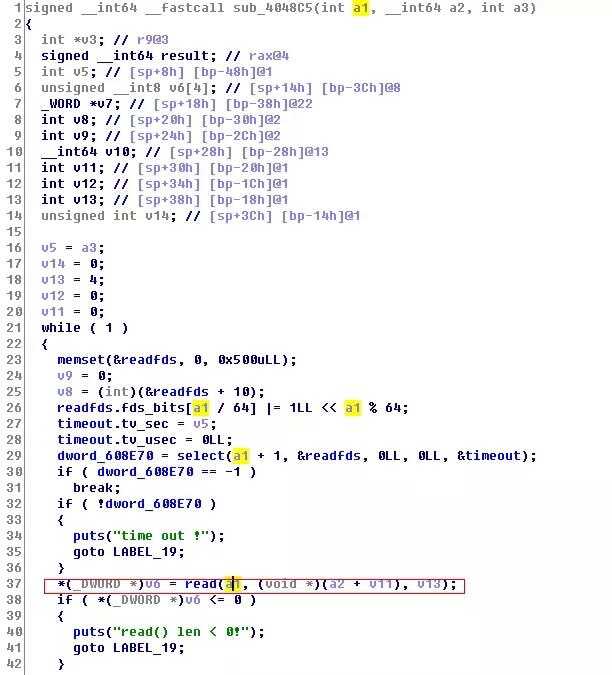 1 signed __int64 __fastcall sub_4048C5(int a1, __int64 a2, int a3)
2 {
3 int *v3; // r9@3
4 signed __int64 result; // rax@4
5 int v5; // [sp+8h] [bp-48h]@1
6 unsigned __int8 v6[4]; // [sp+14h] [bp-3Ch]@8
7 _WORD *v7; // [sp+18h] [bp-38h]@22
8 int v8; // [sp+20h] [bp-30h]@2
9 int v9; // [sp+24h] [bp-2Ch]@2
10 __int64 v10; // [sp+28h] [bp-28h]@13
11 int v11; // [sp+30h] [bp-20h]@1
12 int v12; // [sp+34h] [bp-1Ch]@1
13 int v13; // [sp+38h] [bp-18h]@1
14 unsigned int v14; // [sp+3Ch] [bp-14h]@1
15
16 v5 = a3;
17 v14 = 0;
18 v13 = 4;
19 v12 = 0;
20 v11 = 0;
21 while ( 1 )
22 {
23 memset(&readfds, 0, 0x500uLL);
24 v9 = 0;
25 v8 = (int)(&readfds + 10);
26 readfds.fds_bits[a1 / 64] |= 1LL << a1 % 64;
27 timeout.tv_sec = v5;
28 timeout.tv_usec = 0LL;
29 dword_608E70 = select(a1 + 1, &readfds, 0LL, 0LL, &timeout);
30 if ( dword_608E70 == -1 )
31 break;
32 if ( !dword_608E70 )
33 {
34 puts("time out !");
35 goto LABEL_19;
36 }
37 *(_DWORD *)v6 = read(a1, (void *)(a2 + v11), v13);
38 if ( *(_DWORD *)v6 <= 0 )
39 {
40 puts("read() len < 0!");
41 goto LABEL_19;
42 }